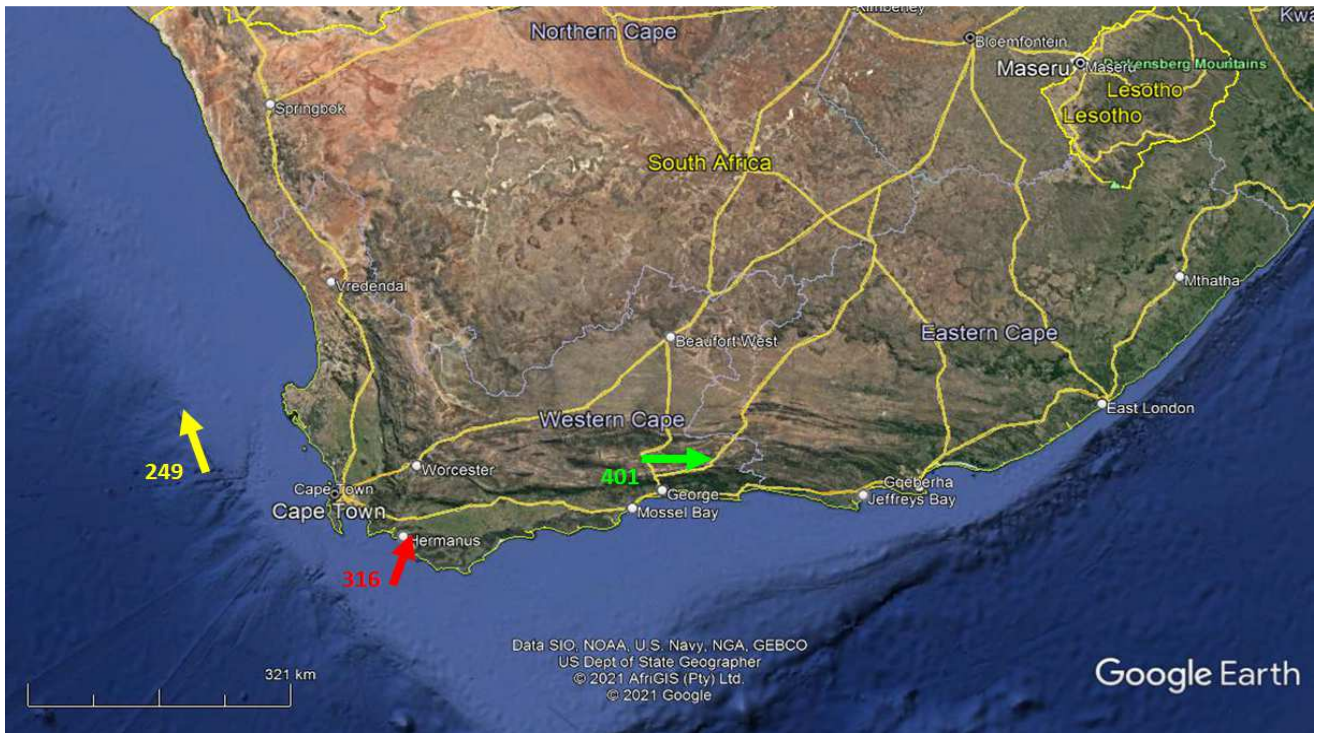 Kimberley
Kwa
Northern Cape
Bloemfontein
Maseru
Maseru
Drakensberg Mountains
Lesotho
Lesotho
Springbok
South Africa
Vredendal
Mthatha
Beaufort West
Eastern Cape
East London
Western Cape
249
Worcester
401
Cape Town
Cape Town
George
Mossel Bay
Gqeberha
Jeffreys Bay
Hermanus
316
321 km
Data SIO, NOAA, U.S. Navy, NGA, GEBCO
US Dept of State Geographer
© 2021 AfriGIS (Pty) Ltd.
© 2021 Google
Google Earth